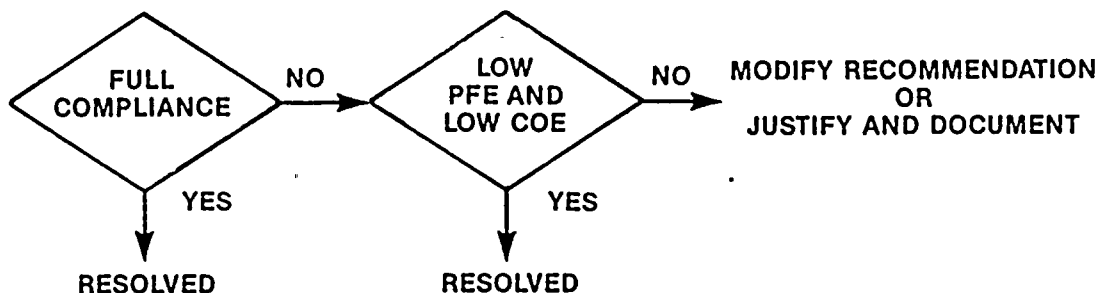 FULL
COMPLIANCE
NO
YES
RESOLVED
LOW
PFE AND
LOW COE
NO
YES
RESOLVED
MODIFY RECOMMENDATION
OR
JUSTIFY AND DOCUMENT